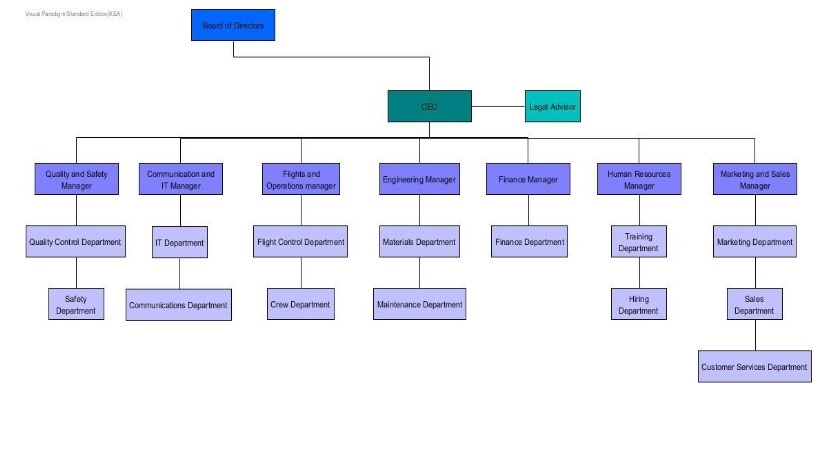 Visual Paradigm Standard Edition(KEA)
Board of Directors
CEO
Legal Advisor
Quality and Safety
Manager
Communication and
IT Manager
Flights and
Operations manager
Engineering Manager
Finance Manager
Human Resources
Manager
Marketing and Sales
Manager
Quality Control Department
IT Department
Flight Control Department
Materials Department
Finance Department
Training
Department
Marketing Department
Safety
Department
Communications Department
Crew Department
Maintenance Department
Hiring
Department
Sales
Department
Customer Services Department